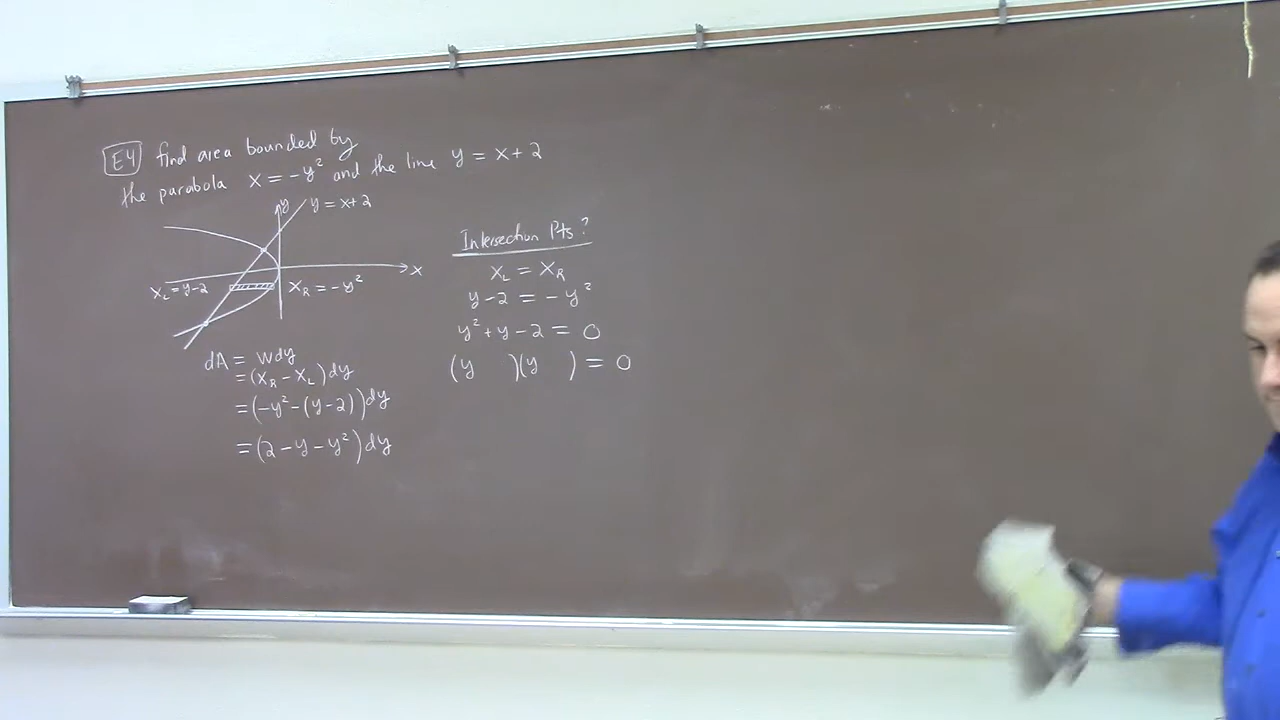 E4 find area bounded by
the parabola x = -y² and the line y = x+2
y y = x+2
x
x_L = y-2 x_R = -y²
dA = W dy
= (x_R - x_L) dy
= (-y² - (y-2)) dy
= (2 - y - y²) dy
Intersection Pts?
x_L = x_R
y-2 = -y²
y² + y - 2 = 0
(y )(y ) = 0